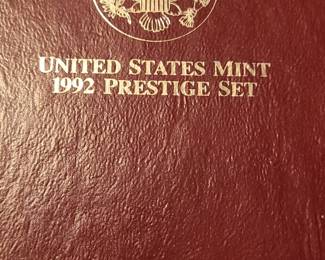 UNITED STATES MINT
1992 PRESTIGE SET